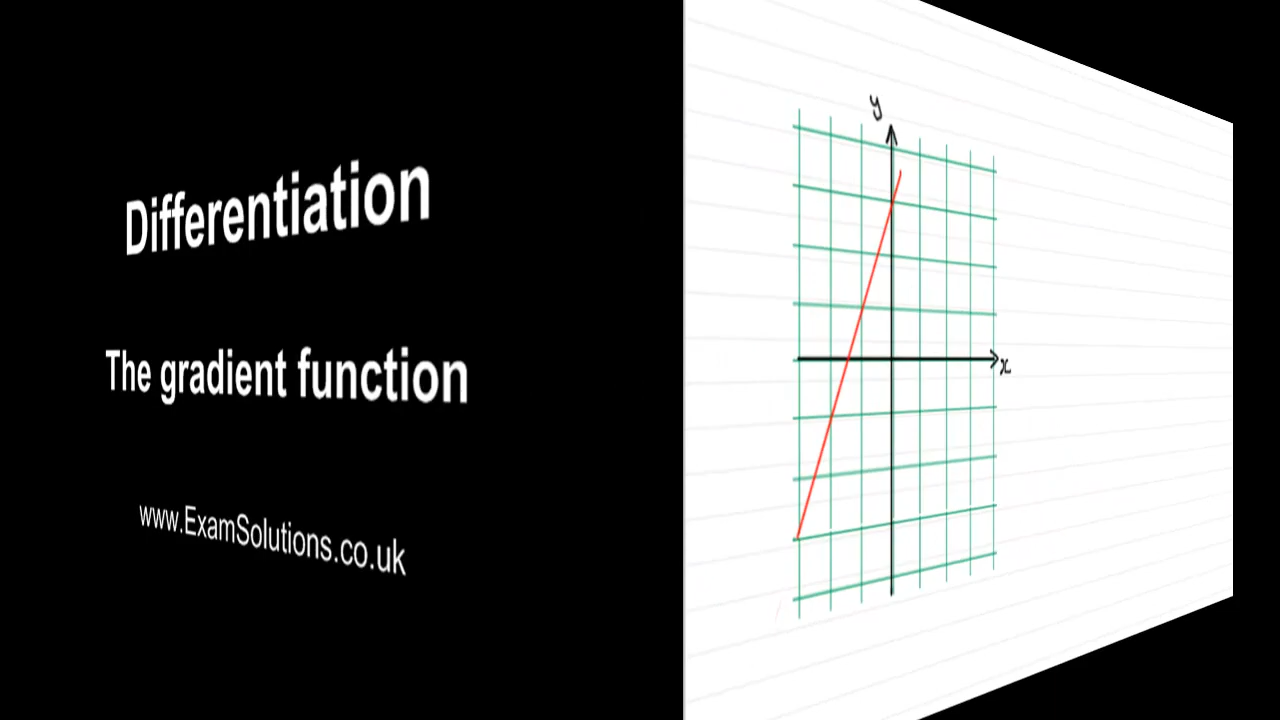 Differentiation
The gradient function
www.ExamSolutions.co.uk
y
x